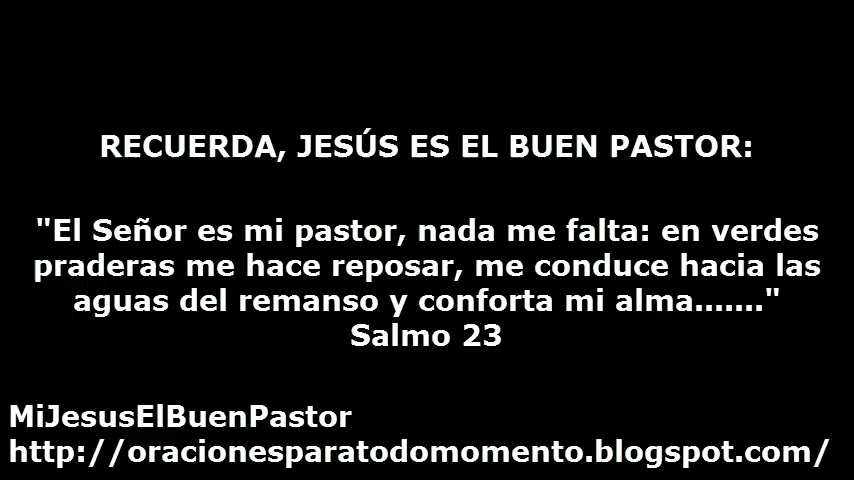 RECUERDA, JESÚS ES EL BUEN PASTOR:
"El Señor es mi pastor, nada me falta: en verdes
praderas me hace reposar, me conduce hacia las
aguas del remanso y conforta mi alma......."
Salmo 23
MiJesusElBuenPastor
http://oracionesparatodomomento.blogspot.com/